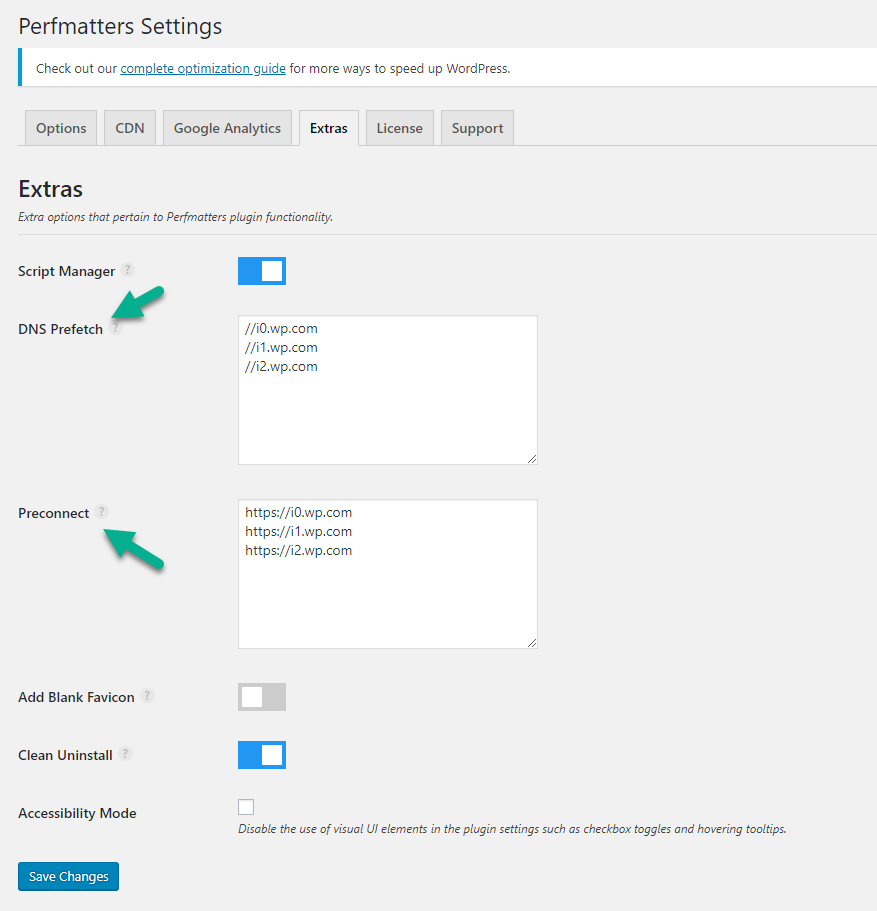 Perfmatters Settings
Check out our complete optimization guide for more ways to speed up WordPress.
Options CDN Google Analytics Extras License Support
Extras
Extra options that pertain to Perfmatters plugin functionality.
Script Manager ?
DNS Prefetch ?
//i0.wp.com
//i1.wp.com
//i2.wp.com
Preconnect ?
https://i0.wp.com
https://i1.wp.com
https://i2.wp.com
Add Blank Favicon ?
Clean Uninstall ?
Accessibility Mode
Disable the use of visual UI elements in the plugin settings such as checkbox toggles and hovering tooltips.
Save Changes